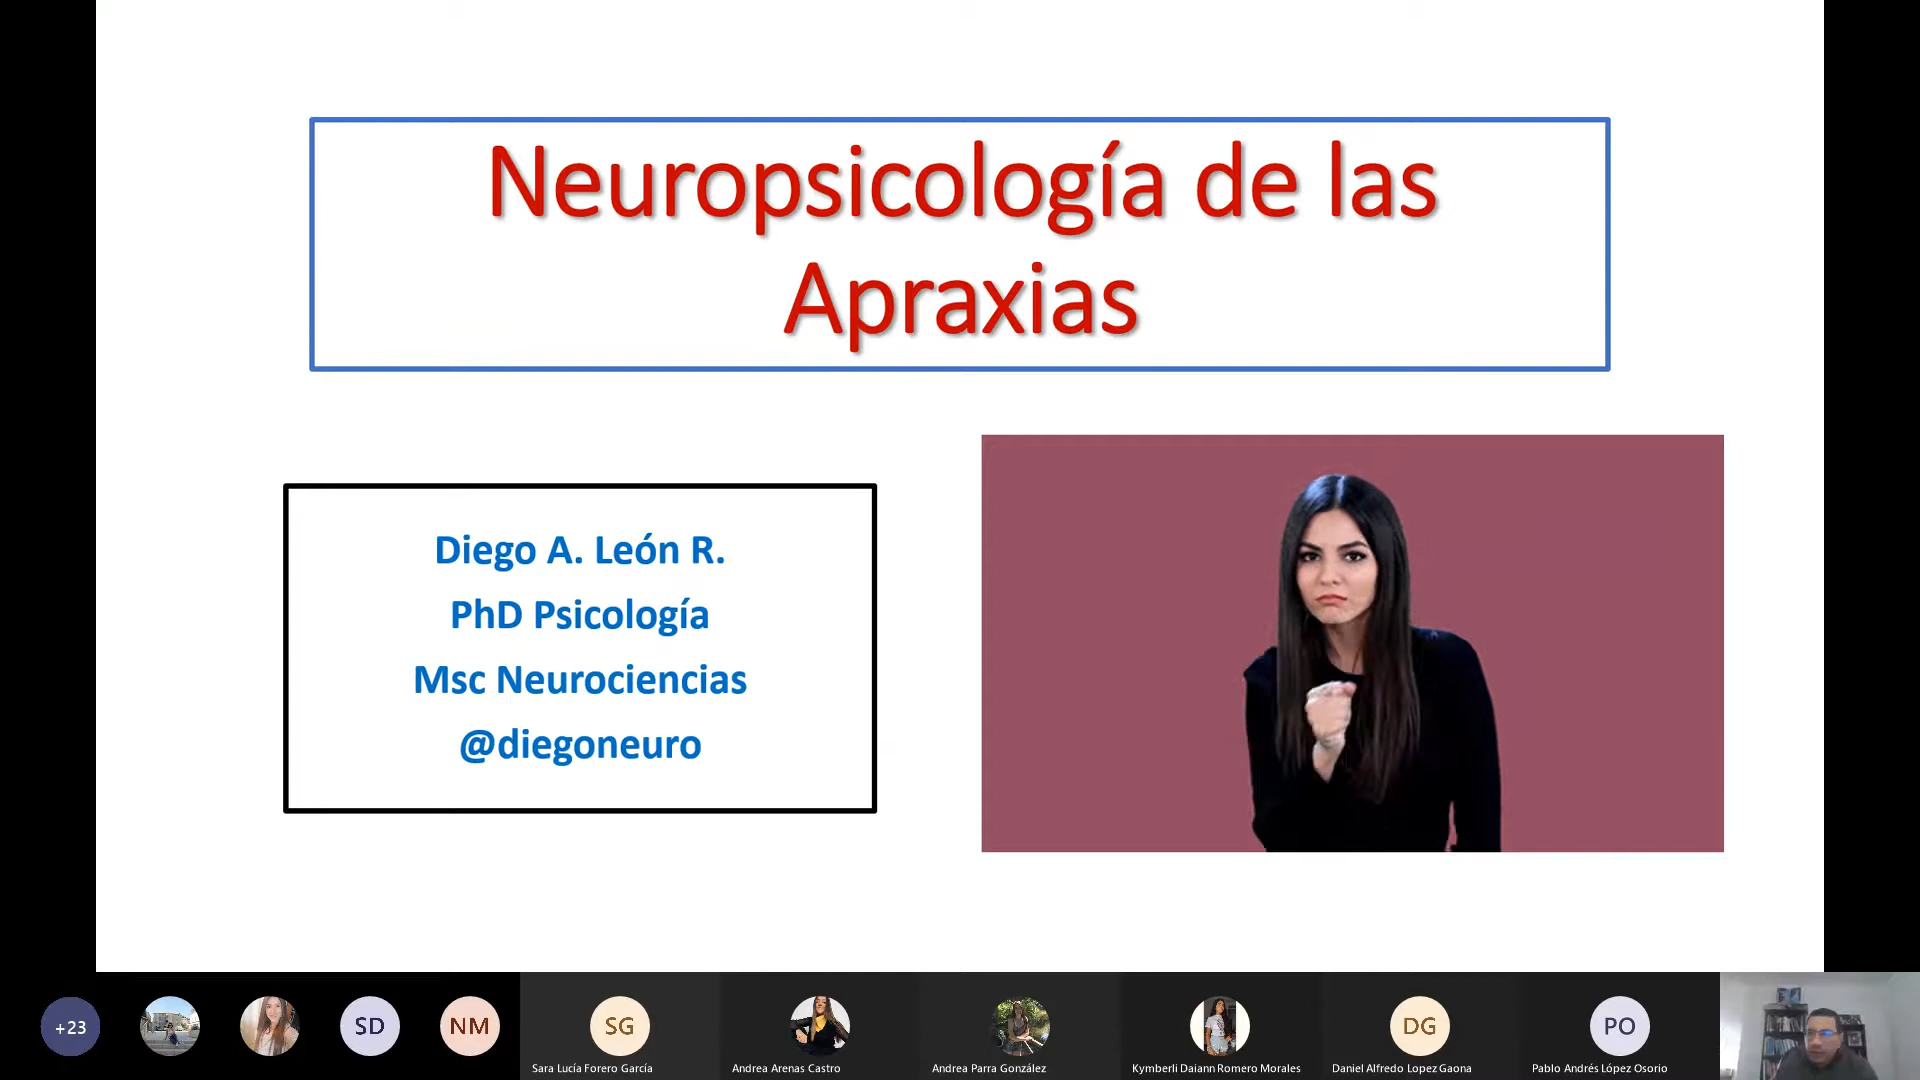 Neuropsicología de las
Apraxias
Diego A. León R.
PhD Psicología
Msc Neurociencias
@diegoneuro
+23
SD
NM
SG
DG
PO
Sara Lucía Forero García
Andrea Arenas Castro
Andrea Parra González
Kymberli Daiann Romero Morales
Daniel Alfredo Lopez Gaona
Pablo Andrés López Osorio